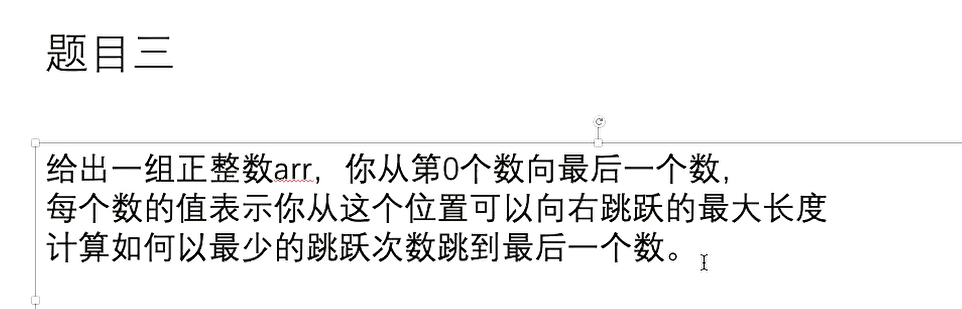 题目三
给出一组正整数arr，你从第0个数向最后一个数，
每个数的值表示你从这个位置可以向右跳跃的最大长度
计算如何以最少的跳跃次数跳到最后一个数。